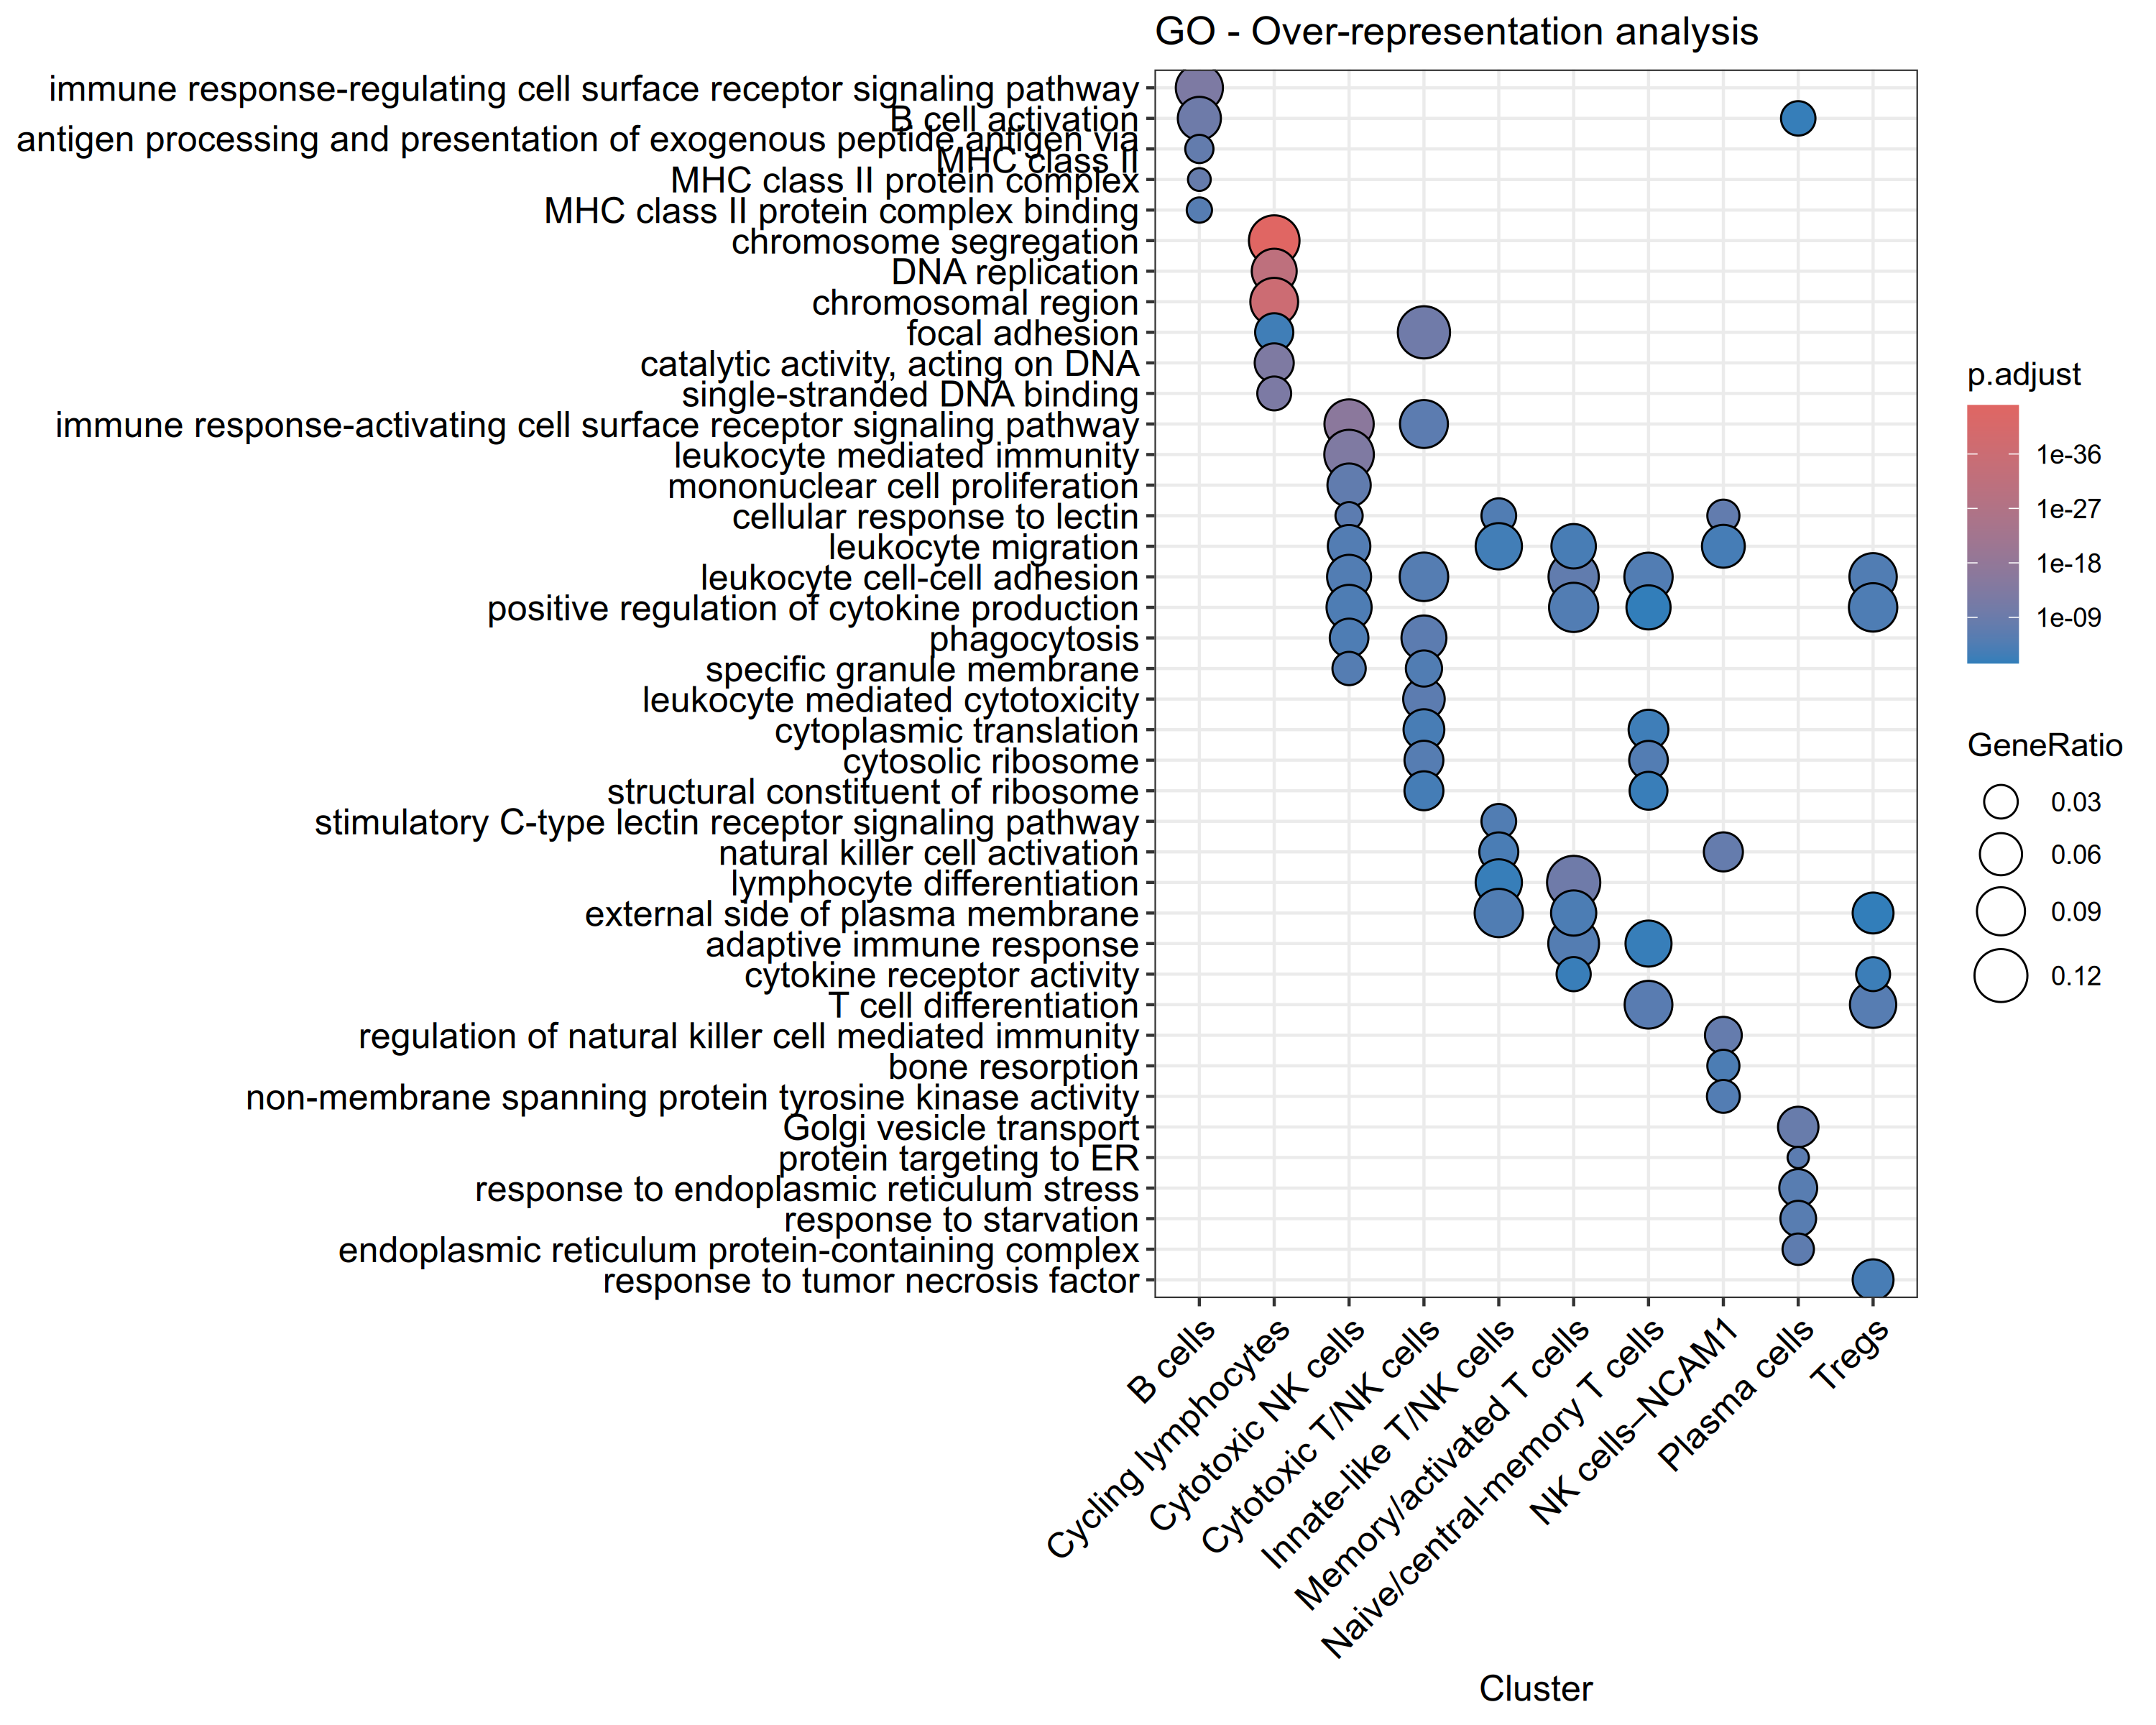 GO - Over-representation analysis
immune response-regulating cell surface receptor signaling pathway
B cell activation
antigen processing and presentation of exogenous peptide antigen via
MHC class II
MHC class II protein complex
MHC class II protein complex binding
chromosome segregation
DNA replication
chromosomal region
focal adhesion
catalytic activity, acting on DNA
single-stranded DNA binding
immune response-activating cell surface receptor signaling pathway
leukocyte mediated immunity
mononuclear cell proliferation
cellular response to lectin
leukocyte migration
leukocyte cell-cell adhesion
positive regulation of cytokine production
phagocytosis
specific granule membrane
leukocyte mediated cytotoxicity
cytoplasmic translation
cytosolic ribosome
structural constituent of ribosome
stimulatory C-type lectin receptor signaling pathway
natural killer cell activation
lymphocyte differentiation
external side of plasma membrane
adaptive immune response
cytokine receptor activity
T cell differentiation
regulation of natural killer cell mediated immunity
bone resorption
non-membrane spanning protein tyrosine kinase activity
Golgi vesicle transport
protein targeting to ER
response to endoplasmic reticulum stress
response to starvation
endoplasmic reticulum protein-containing complex
response to tumor necrosis factor
B cells
Cycling lymphocytes
Cytotoxic NK cells
Cytotoxic T/NK cells
Innate-like T/NK cells
Memory/activated T cells
Naive/central-memory T cells
NK cells–NCAM1
Plasma cells
Tregs
Cluster
p.adjust
1e-36
1e-27
1e-18
1e-09
GeneRatio
0.03
0.06
0.09
0.12